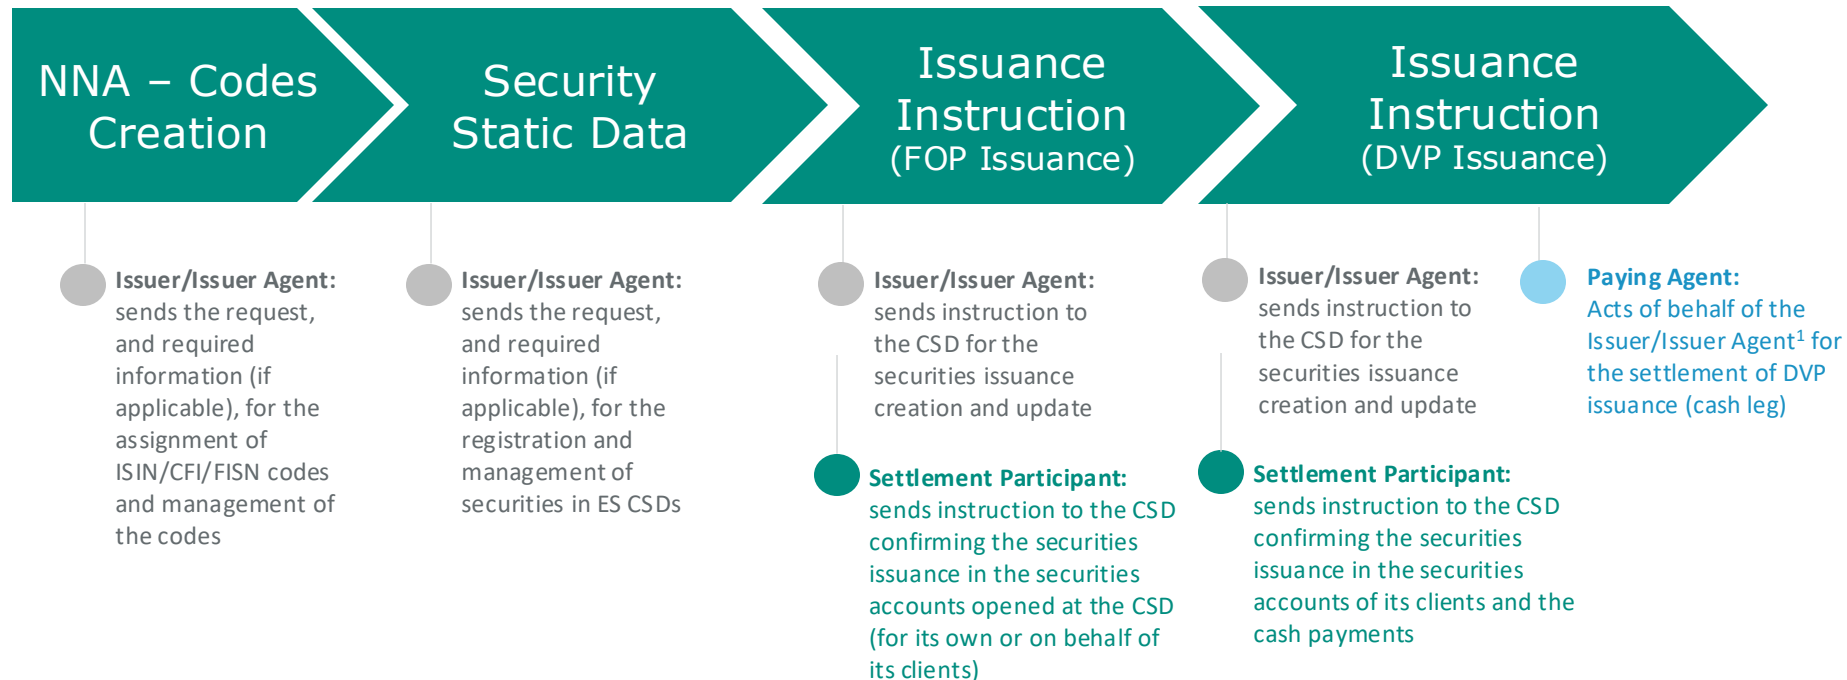 NNA – Codes
Creation
Security
Static Data
Issuance
Instruction
(FOP Issuance)
Issuance
Instruction
(DVP Issuance)
Issuer/Issuer Agent:
sends the request,
and required
information (if
applicable), for the
assignment of
ISIN/CFI/FISN codes
and management of
the codes
Issuer/Issuer Agent:
sends the request,
and required
information (if
applicable), for the
registration and
management of
securities in ES CSDs
Issuer/Issuer Agent:
sends instruction to
the CSD for the
securities issuance
creation and update
Settlement Participant:
sends instruction to the CSD
confirming the securities
issuance in the securities
accounts opened at the CSD
(for its own or on behalf of
its clients)
Issuer/Issuer Agent:
sends instruction to
the CSD for the
securities issuance
creation and update
Settlement Participant:
sends instruction to the CSD
confirming the securities
issuance in the securities
accounts of its clients and the
cash payments
Paying Agent:
Acts of behalf of the
Issuer/Issuer Agent¹ for
the settlement of DVP
issuance (cash leg)